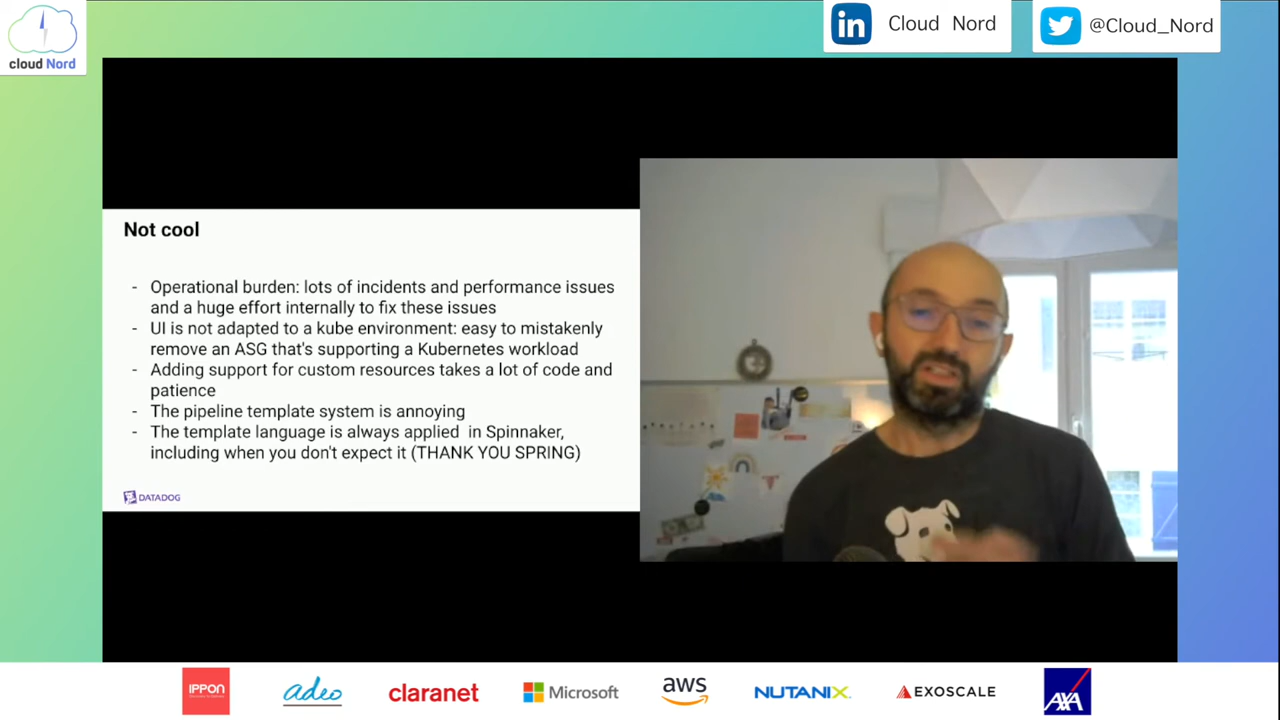 cloud Nord
in Cloud Nord
@Cloud_Nord
Not cool
- Operational burden: lots of incidents and performance issues
and a huge effort internally to fix these issues
- UI is not adapted to a kube environment: easy to mistakenly
remove an ASG that's supporting a Kubernetes workload
- Adding support for custom resources takes a lot of code and
patience
- The pipeline template system is annoying
- The template language is always applied in Spinnaker,
including when you don't expect it (THANK YOU SPRING)
DATADOG
IPPON
adeo
claranet
Microsoft
aws
NUTANIX
EXOSCALE
AXA